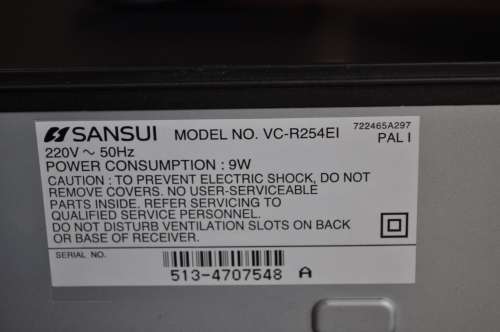 SANSUI MODEL NO. VC-R254EI 722465A297
220V ~ 50Hz PAL I
POWER CONSUMPTION : 9W
CAUTION : TO PREVENT ELECTRIC SHOCK, DO NOT
REMOVE COVERS. NO USER-SERVICEABLE
PARTS INSIDE. REFER SERVICING TO
QUALIFIED SERVICE PERSONNEL.
DO NOT DISTURB VENTILATION SLOTS ON BACK
OR BASE OF RECEIVER.
SERIAL NO.
513-4707548 A